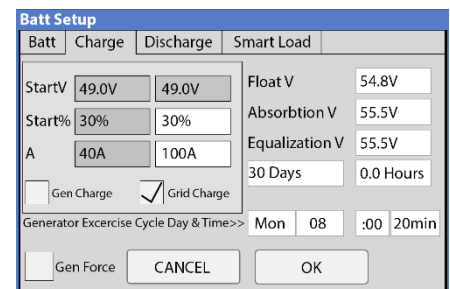 Batt Setup
Batt Charge Discharge Smart Load
StartV 49.0V 49.0V Float V 54.8V
Start% 30% 30% Absorbtion V 55.5V
A 40A 100A Equalization V 55.5V
30 Days 0.0 Hours
Gen Charge Grid Charge
Generator Excercise Cycle Day & Time>> Mon 08 :00 20min
Gen Force CANCEL OK